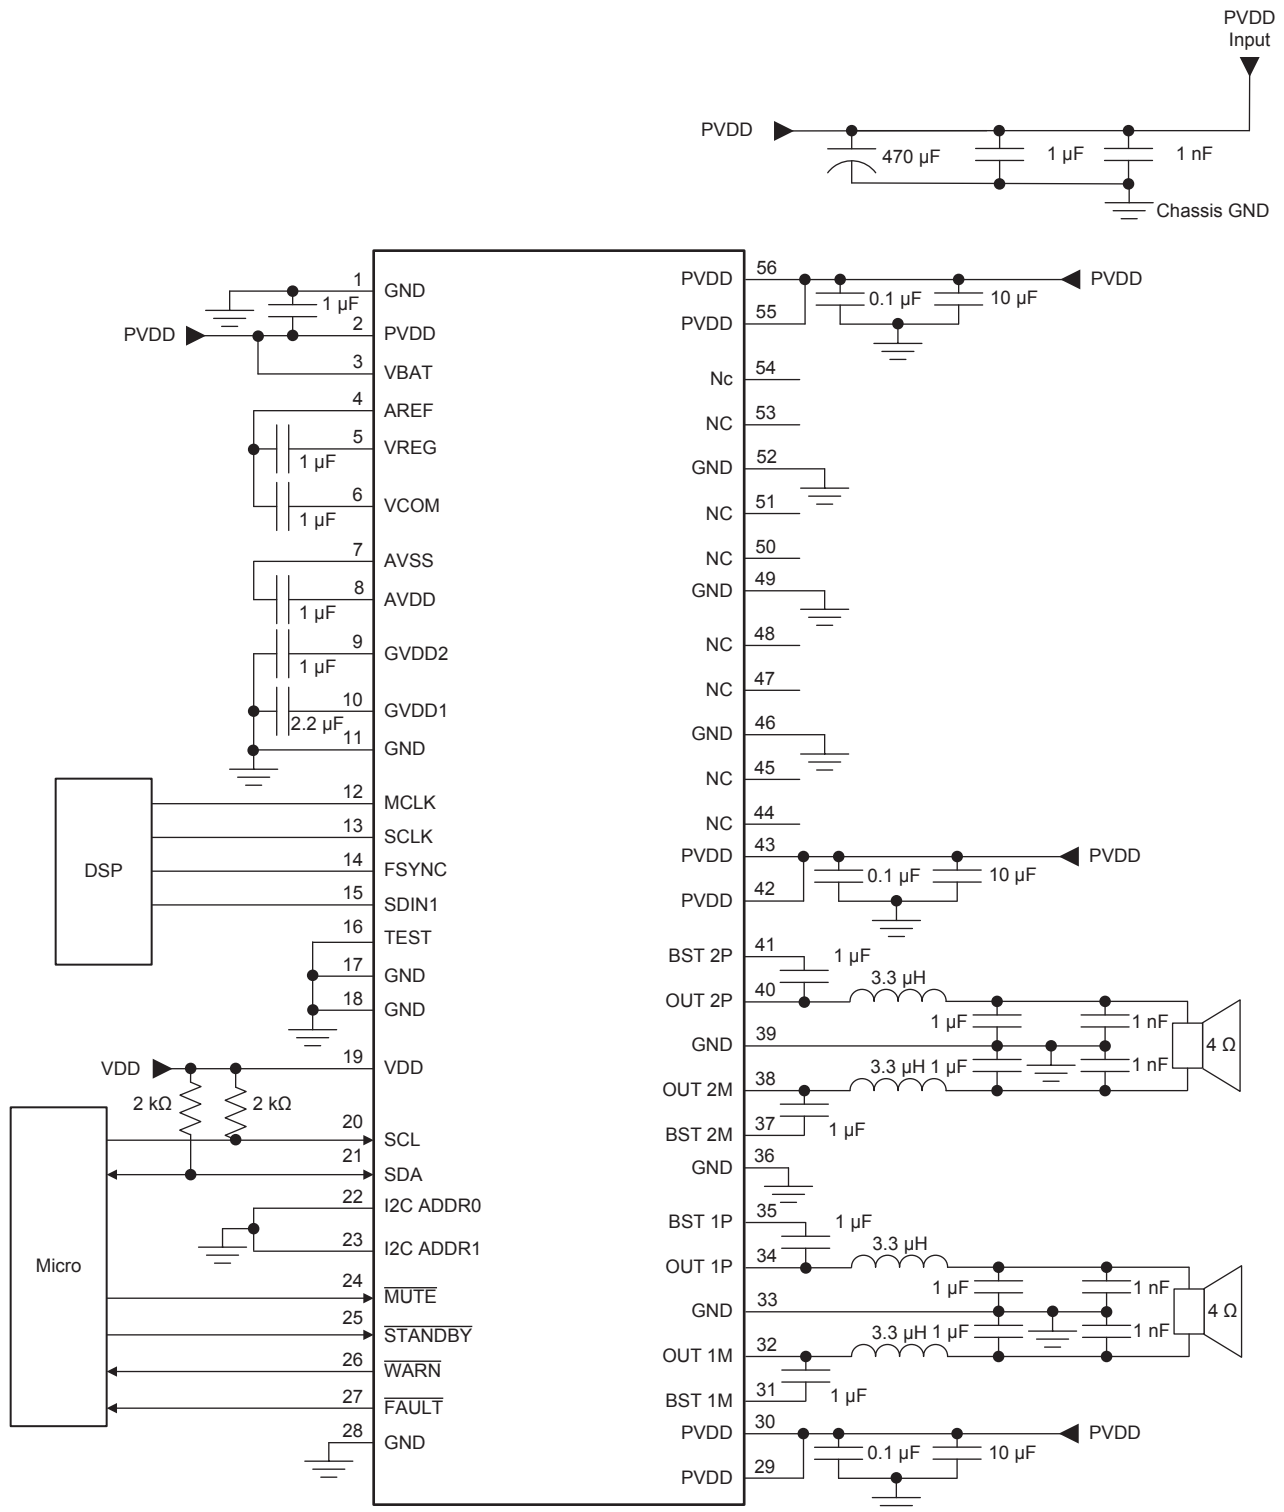 PVDD
Input
PVDD
470 µF
1 µF
1 nF
Chassis GND
1
GND
1 µF
2
PVDD
PVDD
3
VBAT
4
AREF
5
VREG
1 µF
6
VCOM
1 µF
7
AVSS
8
AVDD
1 µF
9
GVDD2
1 µF
10
GVDD1
2.2 µF
11
GND
DSP
12
MCLK
13
SCLK
14
FSYNC
15
SDIN1
16
TEST
17
GND
18
GND
VDD
19
VDD
2 kΩ
2 kΩ
Micro
20
SCL
21
SDA
22
I2C ADDR0
23
I2C ADDR1
24
MUTE
25
STANDBY
26
WARN
27
FAULT
28
GND
PVDD
56
PVDD
0.1 µF
10 µF
PVDD
55
Nc
54
NC
53
GND
52
NC
51
NC
50
GND
49
NC
48
NC
47
GND
46
NC
45
NC
44
PVDD
43
PVDD
0.1 µF
10 µF
PVDD
42
BST 2P
41
1 µF
3.3 µH
OUT 2P
40
1 µF
1 nF
GND
39
4 Ω
3.3 µH
1 µF
1 nF
OUT 2M
38
BST 2M
37
1 µF
GND
36
BST 1P
35
1 µF
3.3 µH
OUT 1P
34
1 µF
1 nF
GND
33
4 Ω
3.3 µH
1 µF
1 nF
OUT 1M
32
BST 1M
31
1 µF
PVDD
30
PVDD
0.1 µF
10 µF
PVDD
29